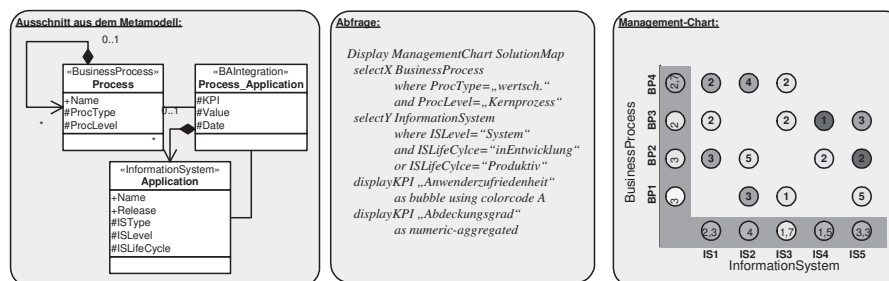 Ausschnitt aus dem Metamodell:
0..1
«BusinessProcess»
Process
+Name
#ProcType
#ProcLevel
*
«BAIntegration»
Process_Application
#KPI
#Value
#Date
0..1
*
«InformationSystem»
Application
+Name
+Release
#ISType
#ISLevel
#ISLifeCycle
Abfrage:
Display ManagementChart SolutionMap
selectX BusinessProcess
where ProcType=„wertsch.“
and ProcLevel=„Kernprozess“
selectY InformationSystem
where ISLevel=“System“
and ISLifeCylce=“inEntwicklung“
or ISLifeCylce=“Produktiv“
displayKPI „Anwenderzufriedenheit“
as bubble using colorcode A
displayKPI „Abdeckungsgrad“
as numeric-aggregated
Management-Chart:
BusinessProcess
BP4 2,7 2 4 2
BP3 2 2 2 1 3
BP2 3 3 5 2 2
BP1 3 3 1 5
2,3 4 1,7 1,5 3,3
IS1 IS2 IS3 IS4 IS5
InformationSystem